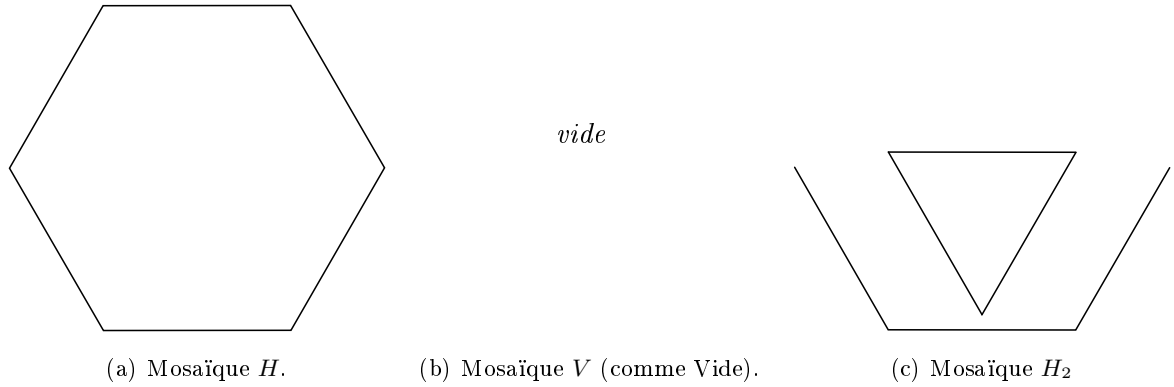 vide
(a) Mosaïque H.
(b) Mosaïque V (comme Vide).
(c) Mosaïque H₂